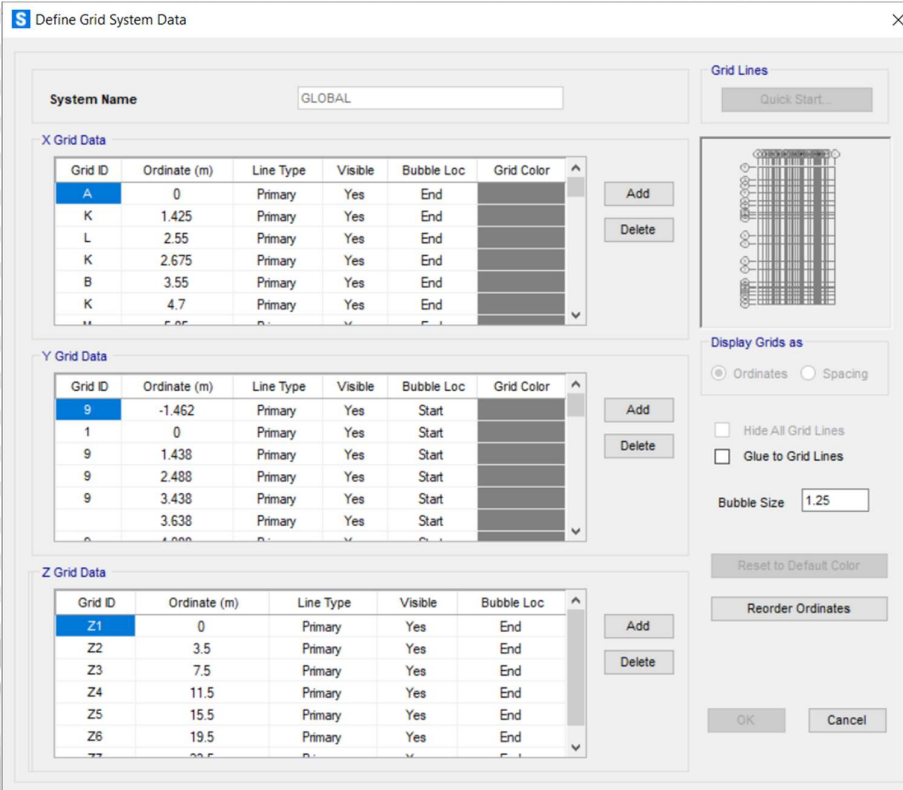 S Define Grid System Data
Grid Lines
System Name GLOBAL Quick Start...
X Grid Data
Grid ID Ordinate (m) Line Type Visible Bubble Loc Grid Color
A 0 Primary Yes End Add
K 1.425 Primary Yes End
L 2.55 Primary Yes End Delete
K 2.675 Primary Yes End
B 3.55 Primary Yes End
K 4.7 Primary Yes End
Display Grids as
Ordinates Spacing
Y Grid Data
Grid ID Ordinate (m) Line Type Visible Bubble Loc Grid Color
9 -1.462 Primary Yes Start Add
1 0 Primary Yes Start
9 1.438 Primary Yes Start Delete
9 2.488 Primary Yes Start
9 3.438 Primary Yes Start
3.638 Primary Yes Start
Hide All Grid Lines
Glue to Grid Lines
Bubble Size 1.25
Z Grid Data
Grid ID Ordinate (m) Line Type Visible Bubble Loc
Z1 0 Primary Yes End Add
Z2 3.5 Primary Yes End
Z3 7.5 Primary Yes End Delete
Z4 11.5 Primary Yes End
Z5 15.5 Primary Yes End
Z6 19.5 Primary Yes End
Reset to Default Color
Reorder Ordinates
OK Cancel